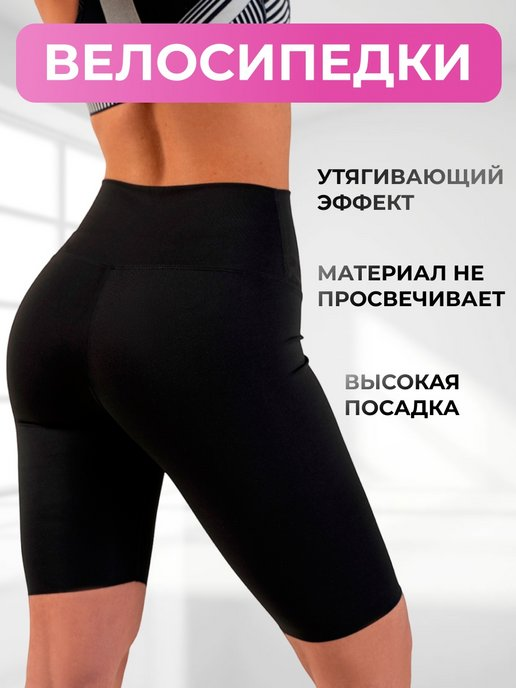 ВЕЛОСИПЕДКИ
УТЯГИВАЮЩИЙ
ЭФФЕКТ
МАТЕРИАЛ НЕ
ПРОСВЕЧИВАЕТ
ВЫСОКАЯ
ПОСАДКА